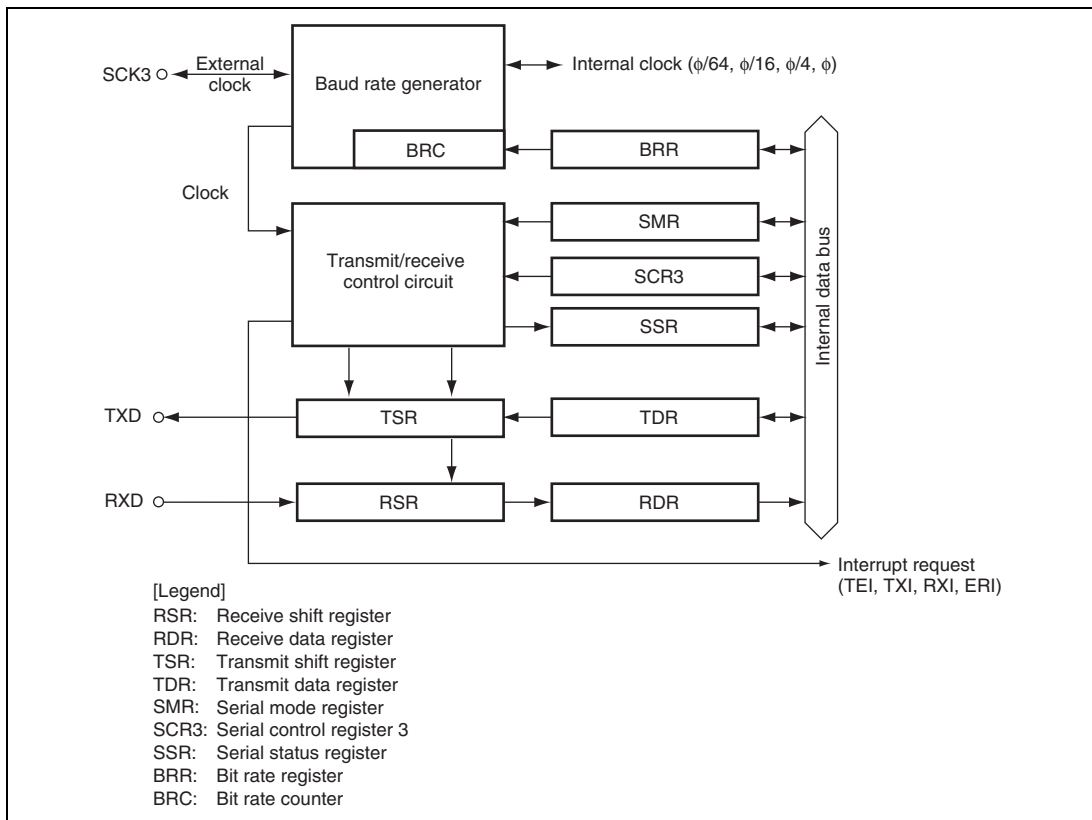 SCK3
External
clock
Baud rate generator
Internal clock (ϕ/64, ϕ/16, ϕ/4, ϕ)
BRC
BRR
Clock
Transmit/receive
control circuit
SMR
SCR3
SSR
Internal data bus
TXD
TSR
TDR
RXD
RSR
RDR
Interrupt request
(TEI, TXI, RXI, ERI)
[Legend]
RSR: Receive shift register
RDR: Receive data register
TSR: Transmit shift register
TDR: Transmit data register
SMR: Serial mode register
SCR3: Serial control register 3
SSR: Serial status register
BRR: Bit rate register
BRC: Bit rate counter